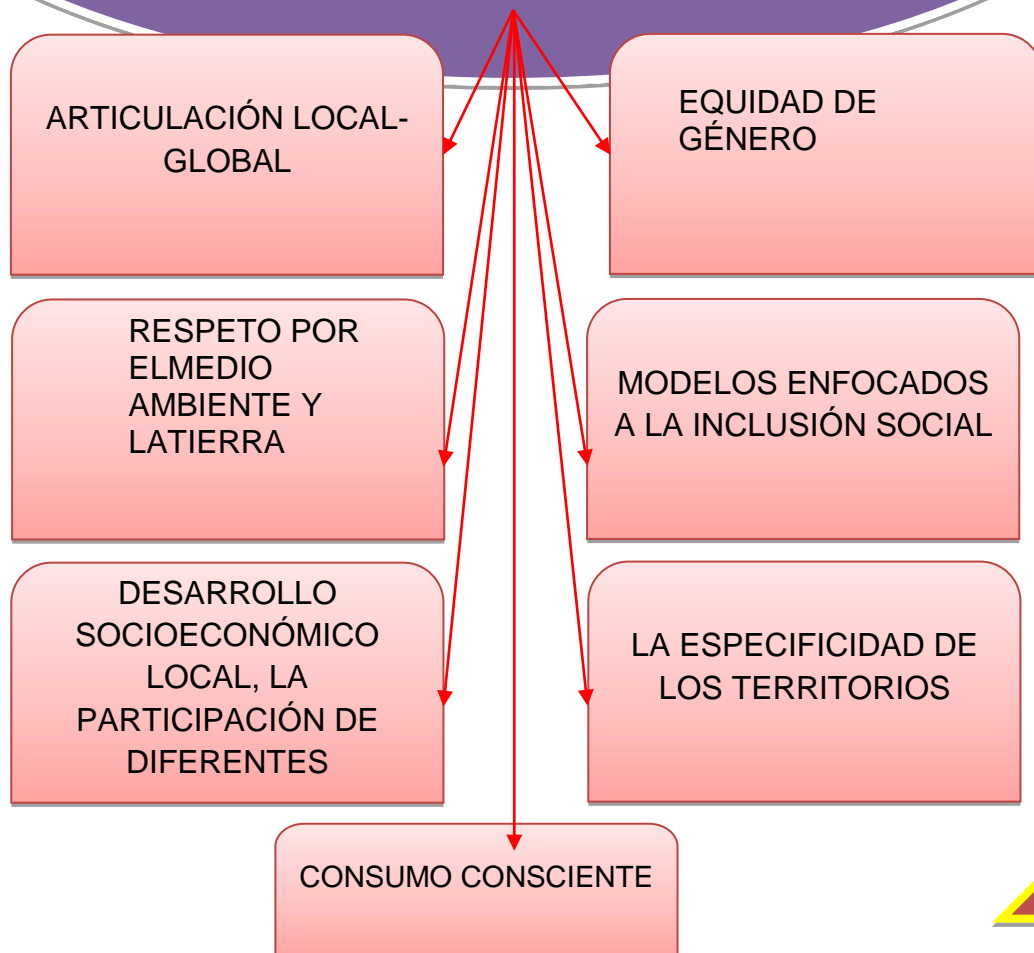 ARTICULACIÓN LOCAL-
GLOBAL
EQUIDAD DE
GÉNERO
RESPETO POR
ELMEDIO
AMBIENTE Y
LATIERRA
MODELOS ENFOCADOS
A LA INCLUSIÓN SOCIAL
DESARROLLO
SOCIOECONÓMICO
LOCAL, LA
PARTICIPACIÓN DE
DIFERENTES
LA ESPECIFICIDAD DE
LOS TERRITORIOS
CONSUMO CONSCIENTE